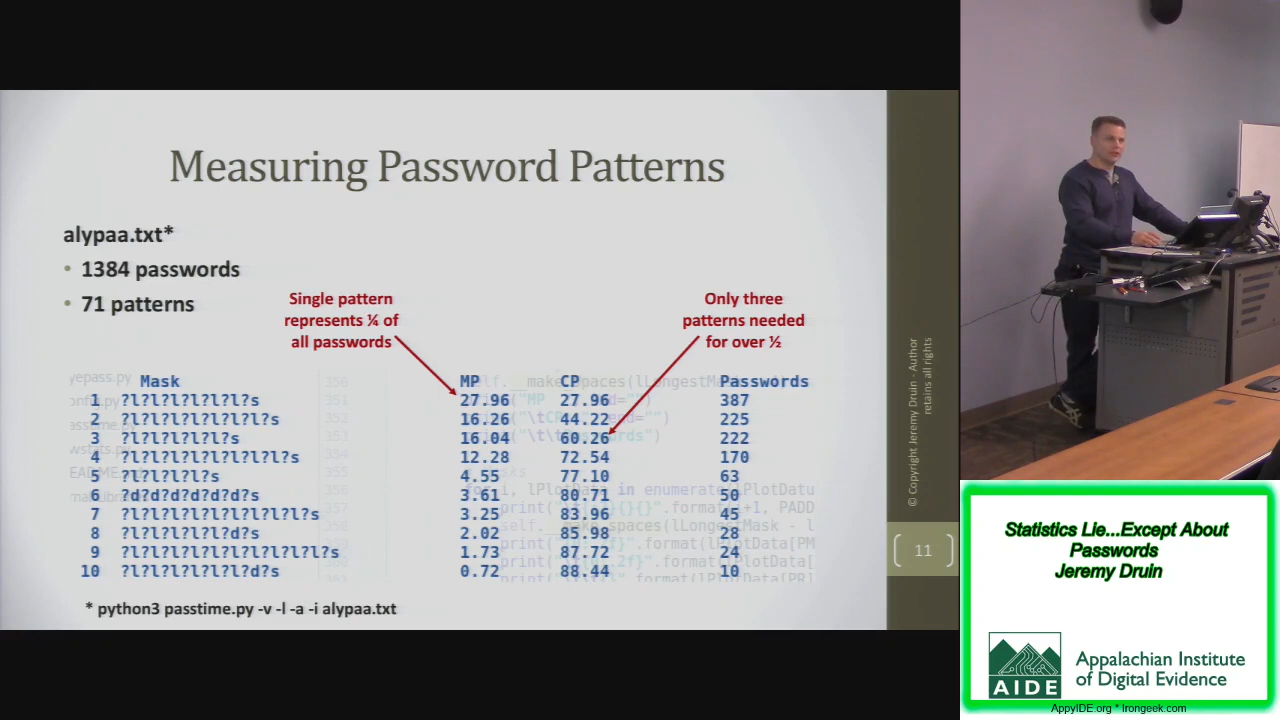 Measuring Password Patterns
alypaa.txt*
• 1384 passwords
• 71 patterns
Single pattern
represents ¼ of
all passwords
Only three
patterns needed
for over ½
Mask MP CP Passwords
1 ?l?l?l?l?l?l?s 27.96 27.96 387
2 ?l?l?l?l?l?l?l?s 16.26 44.22 225
3 ?l?l?l?l?l?s 16.04 60.26 222
4 ?l?l?l?l?l?l?l?l?s 12.28 72.54 170
5 ?l?l?l?l?s 4.55 77.10 63
6 ?d?d?d?d?d?d?s 3.61 80.71 50
7 ?l?l?l?l?l?l?l?l?l?s 3.25 83.96 45
8 ?l?l?l?l?l?d?s 2.02 85.98 28
9 ?l?l?l?l?l?l?l?l?l?l?s 1.73 87.72 24
10 ?l?l?l?l?l?l?d?s 0.72 88.44 10
* python3 passtime.py -v -l -a -i alypaa.txt
© Copyright Jeremy Druin - Author
retains all rights
11
Statistics Lie...Except About
Passwords
Jeremy Druin
AIDE
Appalachian Institute
of Digital Evidence
AppyIDE.org * Irongeek.com